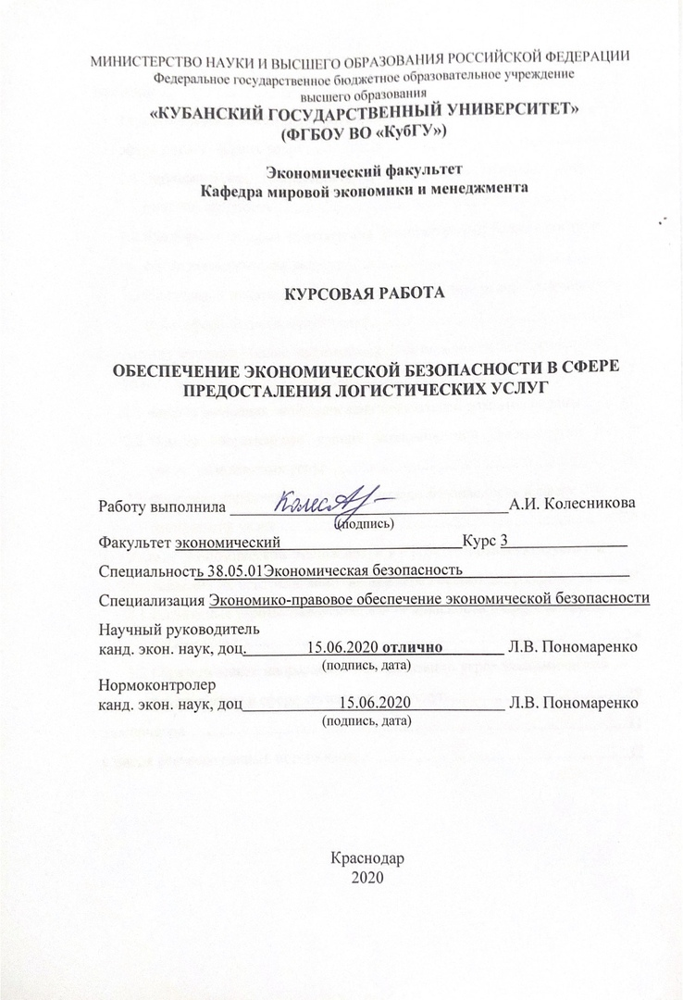 МИНИСТЕРСТВО НАУКИ И ВЫСШЕГО ОБРАЗОВАНИЯ РОССИЙСКОЙ ФЕДЕРАЦИИ
Федеральное государственное бюджетное образовательное учреждение
высшего образования
«КУБАНСКИЙ ГОСУДАРСТВЕННЫЙ УНИВЕРСИТЕТ»
(ФГБОУ ВО «КубГУ»)
Экономический факультет
Кафедра мировой экономики и менеджмента
КУРСОВАЯ РАБОТА
ОБЕСПЕЧЕНИЕ ЭКОНОМИЧЕСКОЙ БЕЗОПАСНОСТИ В СФЕРЕ
ПРЕДОСТАЛЕНИЯ ЛОГИСТИЧЕСКИХ УСЛУГ
Работу выполнила А.И. Колесникова
(подпись)
Факультет экономический Курс 3
Специальность 38.05.01Экономическая безопасность
Специализация Экономико-правовое обеспечение экономической безопасности
Научный руководитель
канд. экон. наук, доц. 15.06.2020 отлично Л.В. Пономаренко
(подпись, дата)
Нормоконтролер
канд. экон. наук, доц 15.06.2020 Л.В. Пономаренко
(подпись, дата)
Краснодар
2020